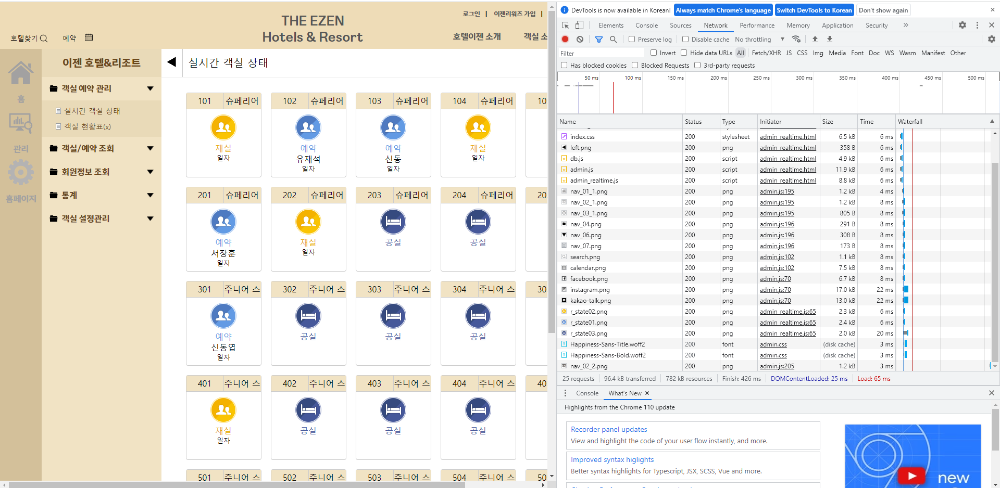 로그인 | 이젠리워즈 가입 |
THE EZEN
Hotels & Resort
호텔찾기 예약
호텔이젠 소개 객실 소
홈
관리
홈페이지
이젠 호텔&리조트
객실 예약 관리
실시간 객실 상태
객실 현황표(x)
객실/예약 조회
회원정보 조회
통계
객실 설정관리
실시간 객실 상태
101 슈페리어 102 슈페리어 103 슈페리어 104 슈페리어 10
재실 예약 예약 재실
일자 유재석 신동 일자
일자 일자
201 슈페리어 202 슈페리어 203 슈페리어 204 슈페리어 20
예약 재실 공실 공실
서장훈 일자
일자
301 주니어 스 302 주니어 스 303 주니어 스 304 주니어 스 30
예약 공실 공실 공실
신동엽
일자
401 주니어 스 402 주니어 스 403 주니어 스 404 주니어 스 40
재실 공실 공실 공실
일자
501 주니어 스 502 주니어 스 503 주니어 스 504 주니어 스 50
DevTools is now available in Korean! Always match Chrome's language Switch DevTools to Korean Don't show again
Elements Console Sources Network Performance Memory Application Security
Preserve log Disable cache No throttling
Filter Invert Hide data URLs All Fetch/XHR JS CSS Img Media Font Doc WS Wasm Manifest Other
Has blocked cookies Blocked Requests 3rd-party requests
50 ms 100 ms 150 ms 200 ms 250 ms 300 ms 350 ms 400 ms 450 ms 500 ms
Name Status Type Initiator Size Time Waterfall
index.css 200 stylesheet admin_realtime.html 6.5 kB 6 ms
left.png 200 png admin_realtime.html 358 B 6 ms
db.js 200 script admin_realtime.html 4.9 kB 6 ms
admin.js 200 script admin_realtime.html 11.9 kB 6 ms
admin_realtime.js 200 script admin_realtime.html 8.8 kB 6 ms
nav_01_1.png 200 png admin.js:195 1.2 kB 4 ms
nav_02_1.png 200 png admin.js:195 1.2 kB 8 ms
nav_03_1.png 200 png admin.js:195 805 B 8 ms
nav_04.png 200 png admin.js:196 291 B 8 ms
nav_06.png 200 png admin.js:196 308 B 8 ms
nav_07.png 200 png admin.js:196 173 B 8 ms
search.png 200 png admin.js:102 1.1 kB 8 ms
calendar.png 200 png admin.js:102 7.5 kB 8 ms
facebook.png 200 png admin.js:70 6.7 kB 8 ms
instagram.png 200 png admin.js:70 17.0 kB 22 ms
kakao-talk.png 200 png admin.js:70 13.0 kB 22 ms
r_state02.png 200 png admin_realtime.js:65 2.3 kB 6 ms
r_state01.png 200 png admin_realtime.js:65 2.4 kB 6 ms
r_state03.png 200 png admin_realtime.js:65 2.0 kB 20 ms
Happiness-Sans-Title.woff2 200 font admin.css (disk cache) 3 ms
Happiness-Sans-Bold.woff2 200 font admin.css (disk cache) 3 ms
nav_02_2.png 200 png admin.js:205 1.2 kB 3 ms
25 requests 96.4 kB transferred 782 kB resources Finish: 426 ms DOMContentLoaded: 25 ms Load: 65 ms
Console What's New
Highlights from the Chrome 110 update
Recorder panel updates
View and highlight the code of your user flow instantly, and more.
Improved syntax higlights
Better syntax highlights for Typescript, JSX, SCSS, Vue and more.
new